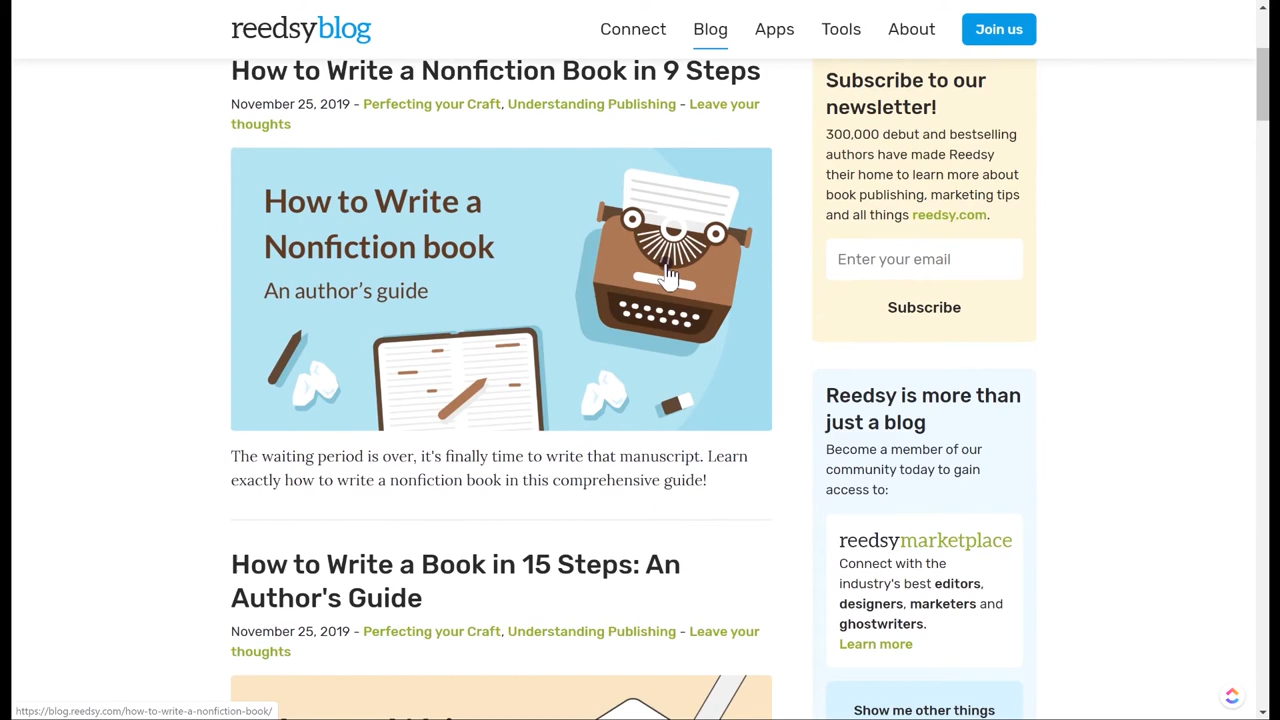 reedsyblog
Connect
Blog
Apps
Tools
About
Join us
How to Write a Nonfiction Book in 9 Steps
November 25, 2019 - Perfecting your Craft, Understanding Publishing - Leave your
thoughts
How to Write a
Nonfiction book
An author's guide
The waiting period is over, it's finally time to write that manuscript. Learn
exactly how to write a nonfiction book in this comprehensive guide!
How to Write a Book in 15 Steps: An
Author's Guide
November 25, 2019 - Perfecting your Craft, Understanding Publishing - Leave your
thoughts
Subscribe to our
newsletter!
300,000 debut and bestselling
authors have made Reedsy
their home to learn more about
book publishing, marketing tips
and all things reedsy.com.
Enter your email
Subscribe
Reedsy is more than
just a blog
Become a member of our
community today to gain
access to:
reedsymarketplace
Connect with the
industry's best editors,
designers, marketers and
ghostwriters.
Learn more
Show me other things
https://blog.reedsy.com/how-to-write-a-nonfiction-book/